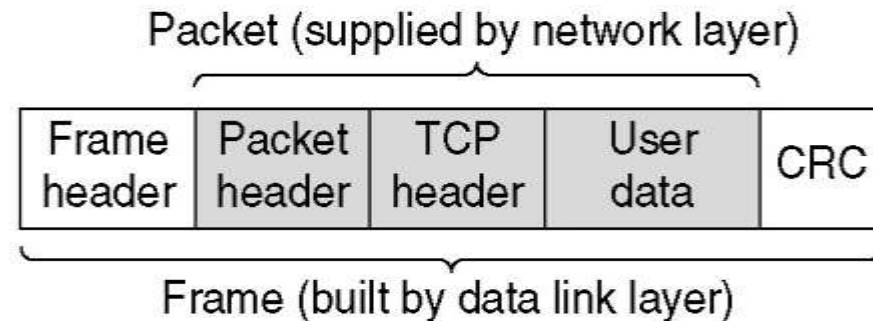 Packet (supplied by network layer)
Frame header
Packet header
TCP header
User data
CRC
Frame (built by data link layer)